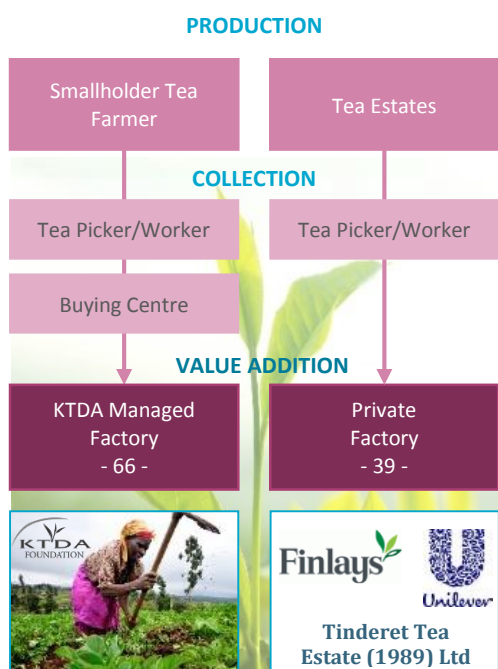 PRODUCTION
Smallholder Tea
Farmer
Tea Estates
COLLECTION
Tea Picker/Worker
Tea Picker/Worker
Buying Centre
VALUE ADDITION
KTDA Managed
Factory
- 66 -
Private
Factory
- 39 -
KTDA
FOUNDATION
Finlays
Unilever
Tinderet Tea
Estate (1989) Ltd